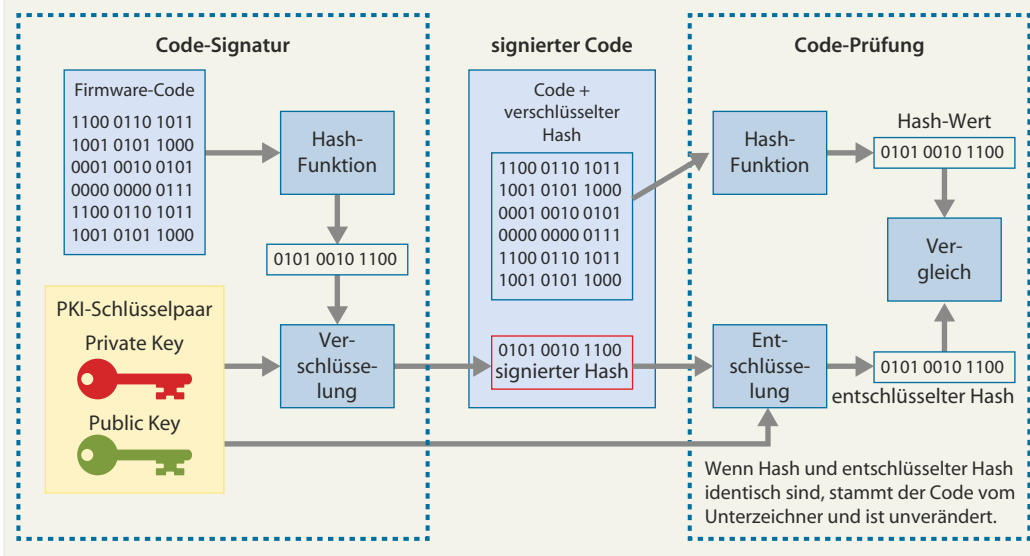 Code-Signatur
Firmware-Code
1100 0110 1011
1001 0101 1000
0001 0010 0101
0000 0000 0111
1100 0110 1011
1001 0101 1000
Hash-
Funktion
0101 0010 1100
PKI-Schlüsselpaar
Private Key
Public Key
Ver-
schlüsse-
lung
signierter Code
Code +
verschlüsselter
Hash
1100 0110 1011
1001 0101 1000
0001 0010 0101
0000 0000 0111
1100 0110 1011
1001 0101 1000
0101 0010 1100
signierter Hash
Code-Prüfung
Hash-
Funktion
Hash-Wert
0101 0010 1100
Ver-
gleich
Ent-
schlüsse-
lung
0101 0010 1100
entschlüsselter Hash
Wenn Hash und entschlüsselter Hash
identisch sind, stammt der Code vom
Unterzeichner und ist unverändert.